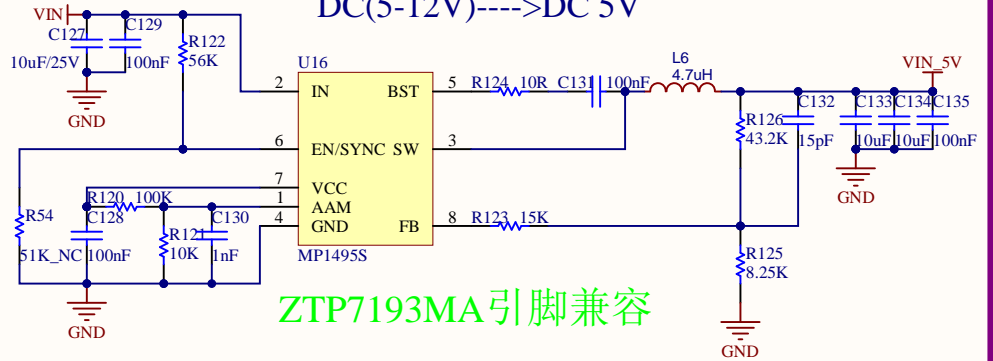 DC(5-12V)---->DC 5V
VIN
C127
10uF/25V
C129
100nF
R122
56K
GND
U16
2 IN
BST 5
6 EN/SYNC
SW 3
7 VCC
1 AAM
4 GND
FB 8
MP1495S
R124 10R
C131 100nF
L6
4.7uH
VIN_5V
R126
43.2K
C132
15pF
C133
10uF
C134
10uF
C135
100nF
GND
R54
51K_NC
R120 100K
C128
100nF
R121
10K
C130
1nF
GND
R123 15K
R125
8.25K
GND
ZTP7193MA引脚兼容